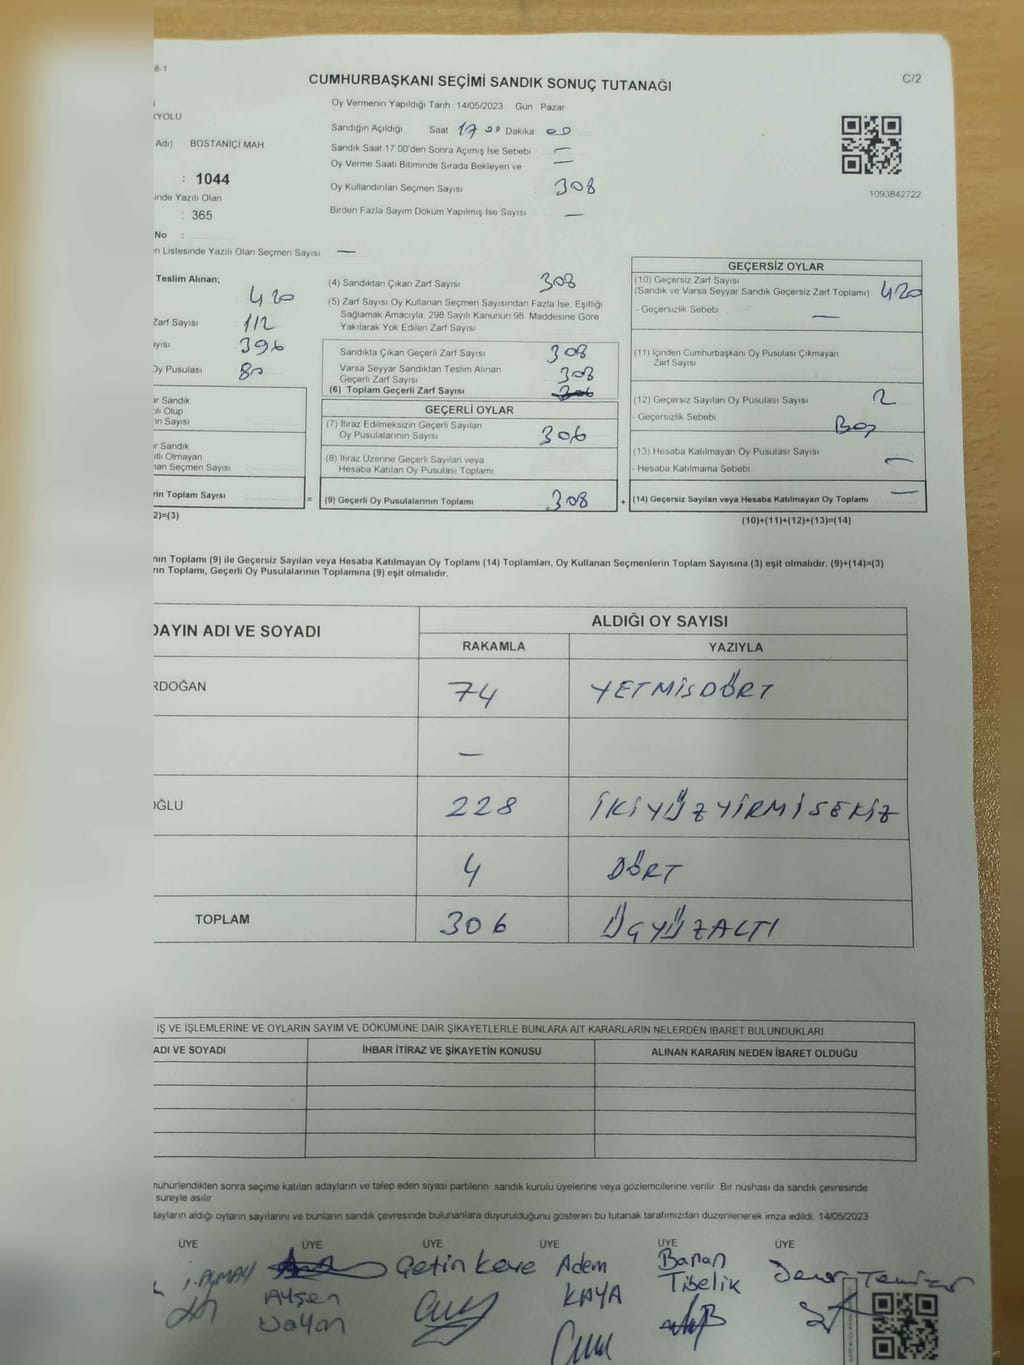 8-1
CUMHURBAŞKANI SEÇİMİ SANDIK SONUÇ TUTANAĞI
C/2
Oy Vermenin Yapıldığı Tarih 14/05/2023 Gün Pazar
KYOLU
Sandığın Açıldığı Saat 17 00 Dakika 00
Adı) : BOSTANİÇİ MAH
Sandık Saat 17 00'den Sonra Açımış İse Sebebi —
Oy Verme Saati Bitiminde Sırada Bekleyen ve —
: 1044
Oy Kullandırılan Seçmen Sayısı 308
1093842722
inde Yazılı Olan
: 365
Birden Fazla Sayım Döküm Yapılmış İse Sayısı —
No :
n Listesinde Yazılı Olan Seçmen Sayısı —
Teslim Alınan;
420
Zarf Sayısı 112
ayısı 396
Oy Pusulası 80
ar Sandık
olı Olup
ın Sayısı
ır Sandık
ıtlı Olmayan
nan Seçmen Sayısı
rin Toplam Sayısı
2)=(3)
(4) Sandıktan Çıkan Zarf Sayısı 308
(5) Zarf Sayısı Oy Kullanan Seçmen Sayısından Fazla İse, Eşitliği
Sağlamak Amacıyla, 298 Sayılı Kanunun 98. Maddesine Göre
Yakılarak Yok Edilen Zarf Sayısı
Sandıkta Çıkan Geçerli Zarf Sayısı 308
Varsa Seyyar Sandıktan Teslim Alınan
Geçerli Zarf Sayısı 308
(6) Toplam Geçerli Zarf Sayısı 306
GEÇERLİ OYLAR
(7) İtiraz Edilmeksizin Geçerli Sayılan
Oy Pusulalarının Sayısı 306
(8) İtiraz Üzerine Geçerli Sayılan veya
Hesaba Katılan Oy Pusulası Toplamı
= (9) Geçerli Oy Pusulalarının Toplamı 308 +
GEÇERSİZ OYLAR
(10) Geçersiz Zarf Sayısı
(Sandık ve Varsa Seyyar Sandık Geçersiz Zarf Toplamı) 420
- Geçersizlik Sebebi —
(11) İçinden Cumhurbaşkanı Oy Pusulası Çıkmayan
Zarf Sayısı
(12) Geçersiz Sayılan Oy Pusulası Sayısı 2
- Geçersizlik Sebebi Boş
(13) Hesaba Katılmayan Oy Pusulası Sayısı —
- Hesaba Katılmama Sebebi
(14) Geçersiz Sayılan veya Hesaba Katılmayan Oy Toplamı —
(10)+(11)+(12)+(13)=(14)
nın Toplamı (9) ile Geçersiz Sayılan veya Hesaba Katılmayan Oy Toplamı (14) Toplamları, Oy Kullanan Seçmenlerin Toplam Sayısına (3) eşit olmalıdır. (9)+(14)=(3)
rın Toplamı, Geçerli Oy Pusulalarının Toplamına (9) eşit olmalıdır.
DAYIN ADI VE SOYADI
ALDIĞI OY SAYISI
RAKAMLA YAZIYLA
RDOĞAN 74 YETMİSDÖRT
—
OĞLU 228 İKİYÜZYİRMİSEKİZ
4 DÖRT
TOPLAM 306 ÜÇYÜZALTI
İŞ VE İŞLEMLERİNE VE OYLARIN SAYIM VE DÖKÜMÜNE DAİR ŞİKAYETLERLE BUNLARA AİT KARARLARIN NELERDEN İBARET BULUNDUKLARI
ADI VE SOYADI İHBAR İTİRAZ VE ŞİKAYETİN KONUSU ALINAN KARARIN NEDEN İBARET OLDUĞU
mühürlendikten sonra seçime katılan adayların ve talep eden siyası partilerin sandık kurulu üyelerine veya gözlemcilerine verilir Bir nushası da sandık çevresinde
süreyle asılır
dayların aldığı oyların sayılarını ve bunların sandık çevresinde bulunanlara duyurulduğunu gösteren bu tutanak tarafımızdan düzenlenerek imza edildi. 14/05/2023
ÜYE ÜYE ÜYE ÜYE ÜYE ÜYE
Çetin Kaya
Adem
KAYA
Baran
Tibelik
Ayşen